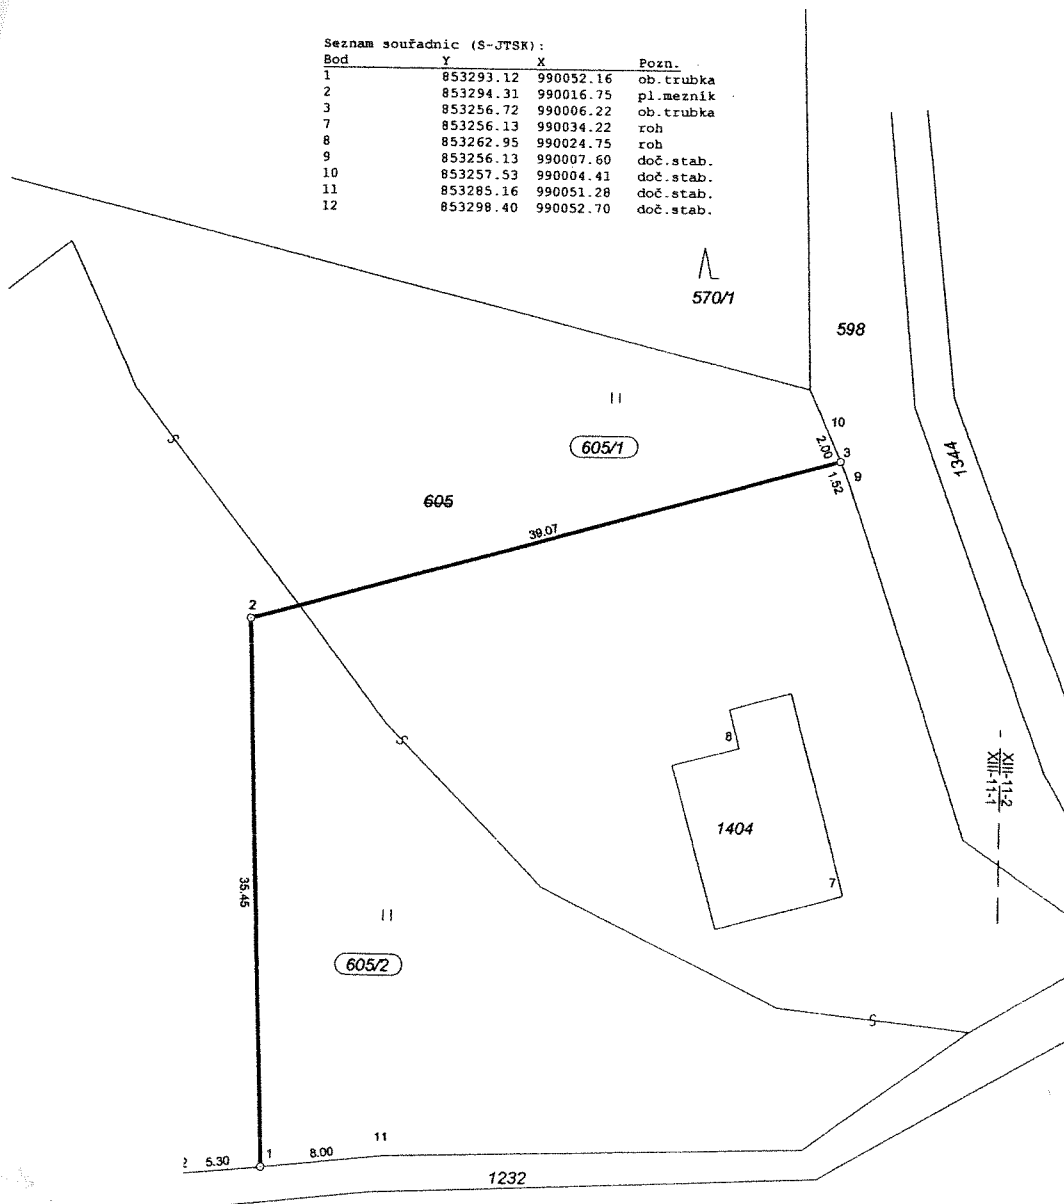 Seznam souřadnic (S-JTSK):
Bod Y X Pozn.
1 853293.12 990052.16 ob.trubka
2 853294.31 990016.75 pl.mezník
3 853256.72 990006.22 ob.trubka
7 853256.13 990034.22 roh
8 853262.95 990024.75 roh
9 853256.13 990007.60 doč.stab.
10 853257.53 990004.41 doč.stab.
11 853285.16 990051.28 doč.stab.
12 853298.40 990052.70 doč.stab.
570/1
598
10
605/1
2.00
3
1344
9
1.52
605
39.07
2
8
XIII-11-2
XIII-11-1
1404
7
35.45
605/2
11
1
8.00
2
5.30
1232